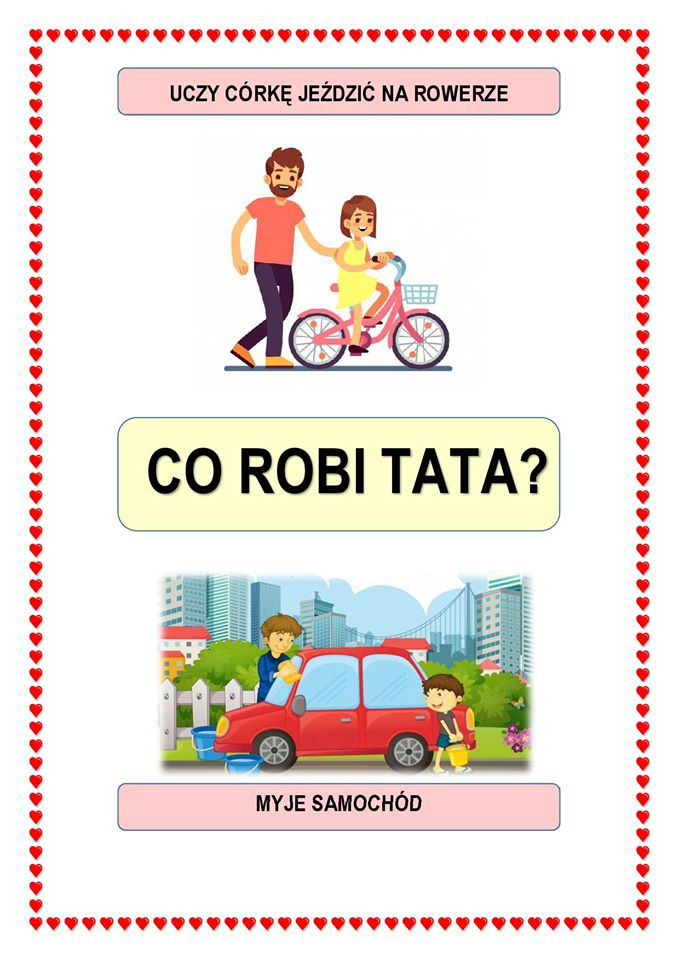 UCZY CÓRKĘ JEŹDZIĆ NA ROWERZE
CO ROBI TATA?
MYJE SAMOCHÓD